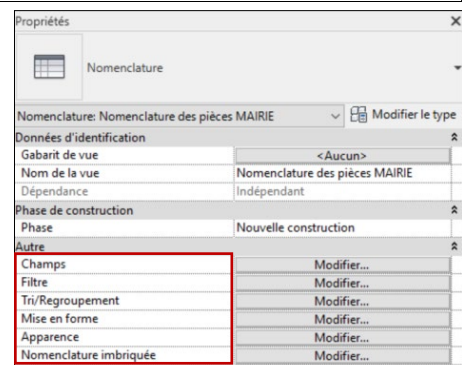 Propriétés
Nomenclature
Nomenclature: Nomenclature des pièces MAIRIE Modifier le type
Données d'identification
Gabarit de vue <Aucun>
Nom de la vue Nomenclature des pièces MAIRIE
Dépendance Indépendant
Phase de construction
Phase Nouvelle construction
Autre
Champs Modifier...
Filtre Modifier...
Tri/Regroupement Modifier...
Mise en forme Modifier...
Apparence Modifier...
Nomenclature imbriquée Modifier...